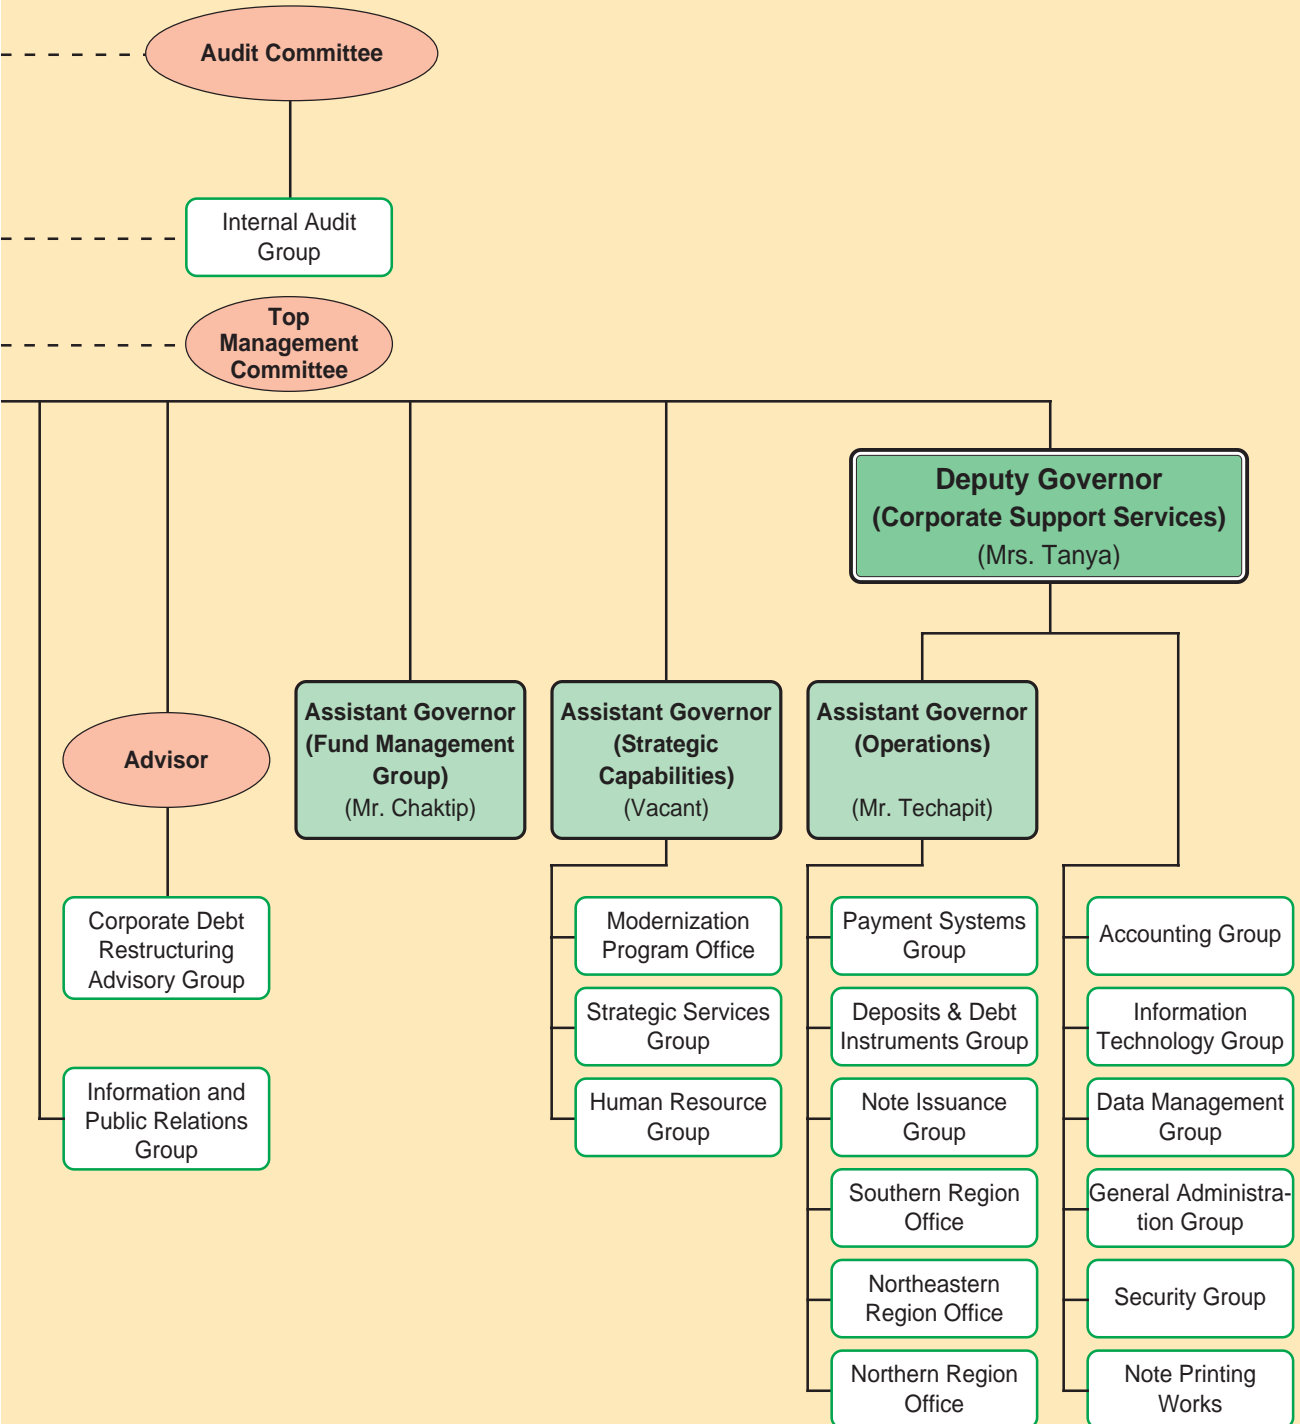 Audit Committee
Internal Audit
Group
Top
Management
Committee
Deputy Governor
(Corporate Support Services)
(Mrs. Tanya)
Advisor
Assistant Governor
(Fund Management
Group)
(Mr. Chaktip)
Assistant Governor
(Strategic
Capabilities)
(Vacant)
Assistant Governor
(Operations)
(Mr. Techapit)
Corporate Debt
Restructuring
Advisory Group
Information and
Public Relations
Group
Modernization
Program Office
Strategic Services
Group
Human Resource
Group
Payment Systems
Group
Deposits & Debt
Instruments Group
Note Issuance
Group
Southern Region
Office
Northeastern
Region Office
Northern Region
Office
Accounting Group
Information
Technology Group
Data Management
Group
General Administra-
tion Group
Security Group
Note Printing
Works